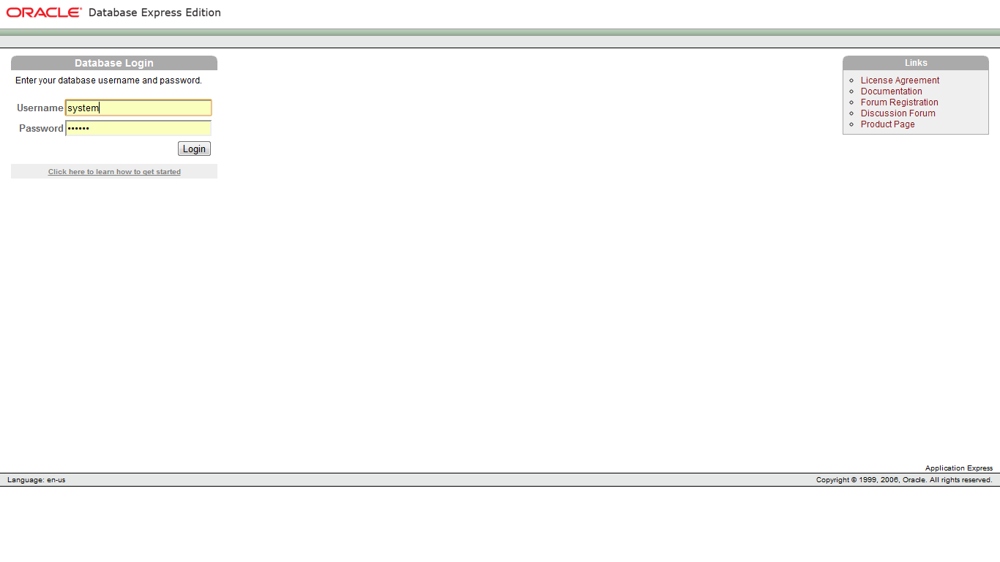 ORACLE® Database Express Edition
Database Login
Enter your database username and password.
Username system
Password ••••••
Login
Click here to learn how to get started
Links
License Agreement
Documentation
Forum Registration
Discussion Forum
Product Page
Application Express
Language: en-us
Copyright © 1999, 2006, Oracle. All rights reserved.